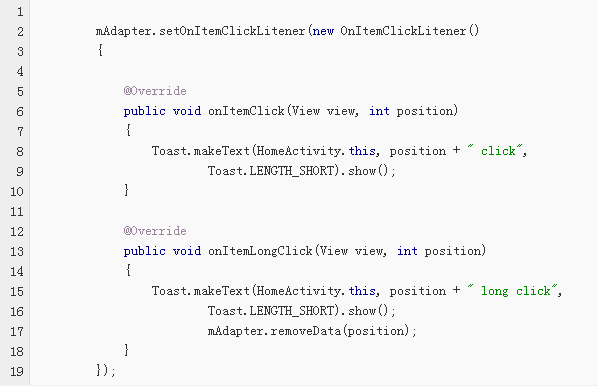 1
2 mAdapter.setOnItemClickLitener(new OnItemClickLitener()
3 {
4
5 @Override
6 public void onItemClick(View view, int position)
7 {
8 Toast.makeText(HomeActivity.this, position + " click",
9 Toast.LENGTH_SHORT).show();
10 }
11
12 @Override
13 public void onItemLongClick(View view, int position)
14 {
15 Toast.makeText(HomeActivity.this, position + " long click",
16 Toast.LENGTH_SHORT).show();
17 mAdapter.removeData(position);
18 }
19 });